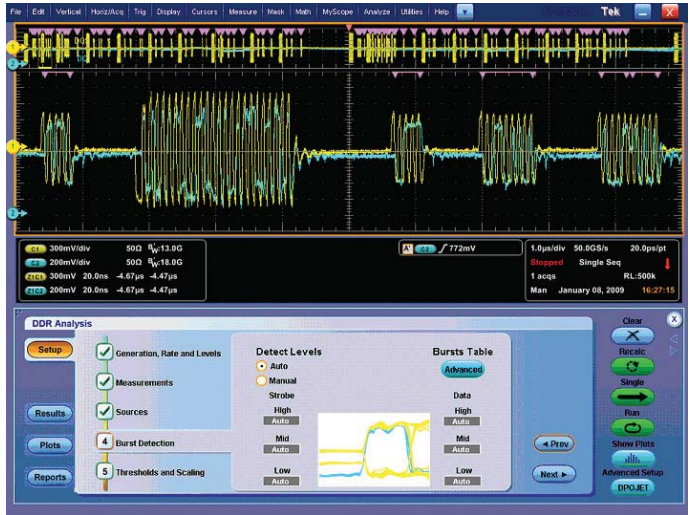 File Edit Vertical Horiz/Acq Trig Display Cursors Measure Mask Math MyScope Analyze Utilities Help
Tek
C1 300mV/div 50Ω BW:13.0G
C2 200mV/div 50Ω BW:18.0G
Z1C1 300mV 20.0ns -4.67μs -4.47μs
Z1C2 200mV 20.0ns -4.67μs -4.47μs
A' C2 772mV
1.0μs/div 50.0GS/s 20.0ps/pt
Stopped Single Seq
1 acqs RL:500k
Man January 08, 2009 16:27:15
DDR Analysis
Setup
Results
Plots
Reports
Generation, Rate and Levels
Measurements
Sources
4 Burst Detection
5 Thresholds and Scaling
Detect Levels
Auto
Manual
Strobe
High
Auto
Mid
Auto
Low
Auto
Bursts Table
Advanced
Data
High
Auto
Mid
Auto
Low
Auto
Prev
Next
Clear
X
Recalc
Single
Run
Show Plots
Advanced Setup
DPOJET